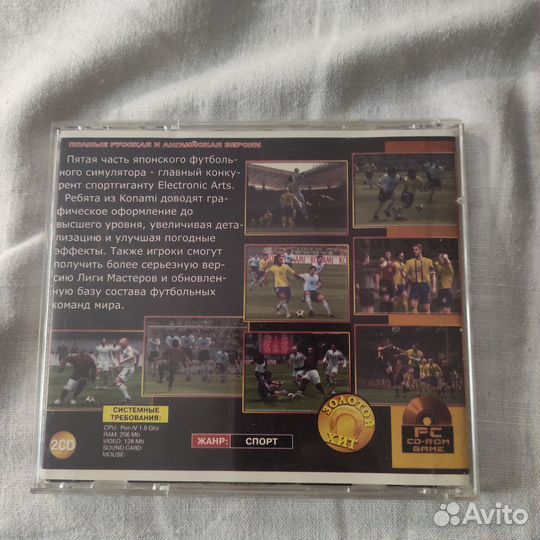 ПОЛНЫЕ РУССКАЯ И АНГЛИЙСКАЯ ВЕРСИИ
Пятая часть японского футболь-
ного симулятора - главный конку-
рент спортгиганту Electronic Arts.
Ребята из Konami доводят гра-
фическое оформление до
высшего уровня, увеличивая дета-
лизацию и улучшая погодные
эффекты. Также игроки смогут
получить более серьезную вер-
сию Лиги Мастеров и обновлен-
ную базу состава футбольных
команд мира.
2CD
СИСТЕМНЫЕ
ТРЕБОВАНИЯ:
CPU: Pen IV 1.8 Ghz
RAM: 256 Mb
VIDEO: 128 Mb
SOUND CARD
MOUSE
ЖАНР: СПОРТ
ЗОЛОТОЙ
ХИТ
PC
CD-ROM
GAME
Avito